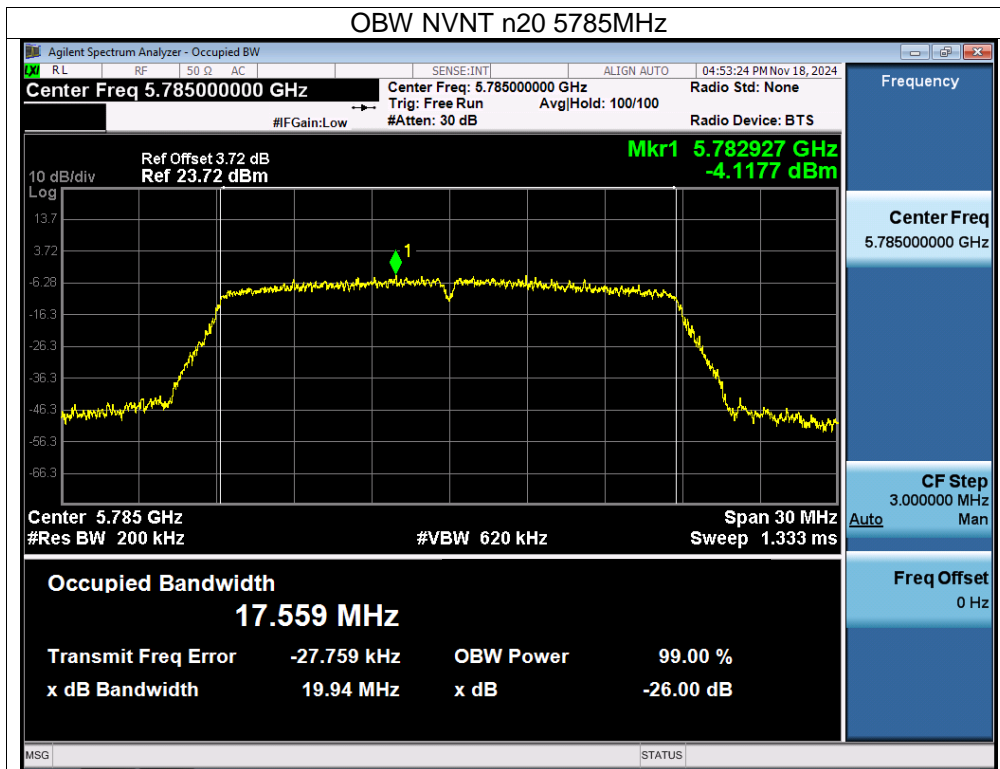 OBW NVNT n20 5785MHz
Agilent Spectrum Analyzer - Occupied BW
LXI RL RF 50 Ω AC SENSE:INT ALIGN AUTO 04:53:24 PM Nov 18, 2024
Center Freq 5.785000000 GHz
Center Freq: 5.785000000 GHz Radio Std: None
Trig: Free Run Avg|Hold: 100/100
#IFGain:Low #Atten: 30 dB Radio Device: BTS
Frequency
Mkr1 5.782927 GHz
-4.1177 dBm
Ref Offset 3.72 dB
10 dB/div Ref 23.72 dBm
Log
13.7
3.72
-6.28
-16.3
-26.3
-36.3
-46.3
-56.3
-66.3
1
Center Freq
5.785000000 GHz
Center 5.785 GHz Span 30 MHz
#Res BW 200 kHz #VBW 620 kHz Sweep 1.333 ms
CF Step
3.000000 MHz
Auto Man
Occupied Bandwidth
17.559 MHz
Transmit Freq Error -27.759 kHz OBW Power 99.00 %
x dB Bandwidth 19.94 MHz x dB -26.00 dB
Freq Offset
0 Hz
MSG STATUS